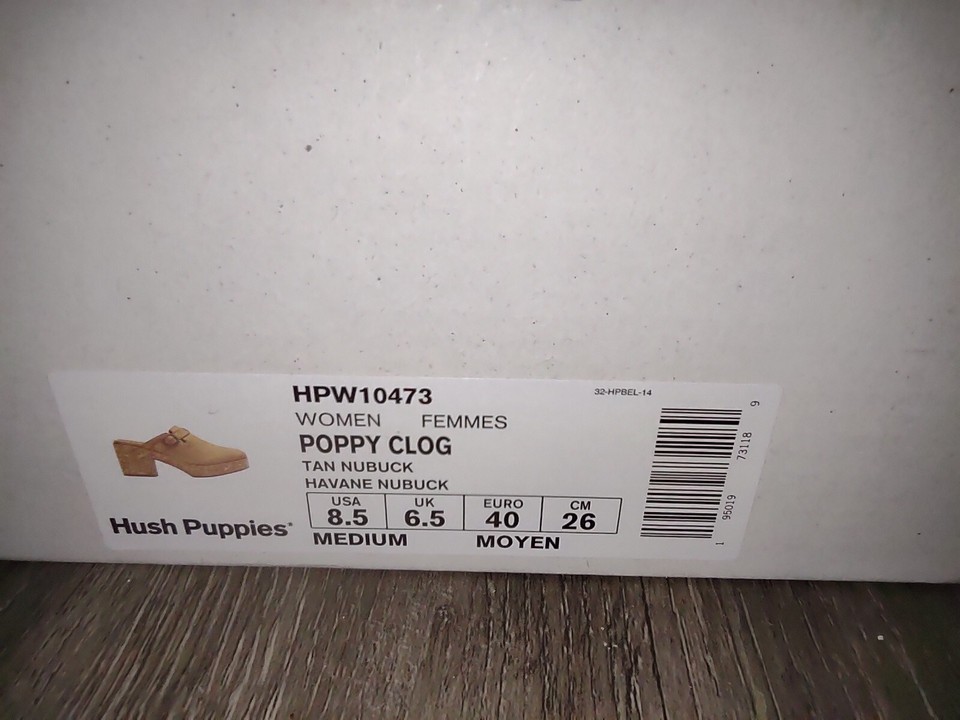 HPW10473
32-HPBEL-14
WOMEN FEMMES
POPPY CLOG
TAN NUBUCK
HAVANE NUBUCK
USA UK EURO CM
8.5 6.5 40 26
MEDIUM MOYEN
Hush Puppies®
1 95019 73118 9